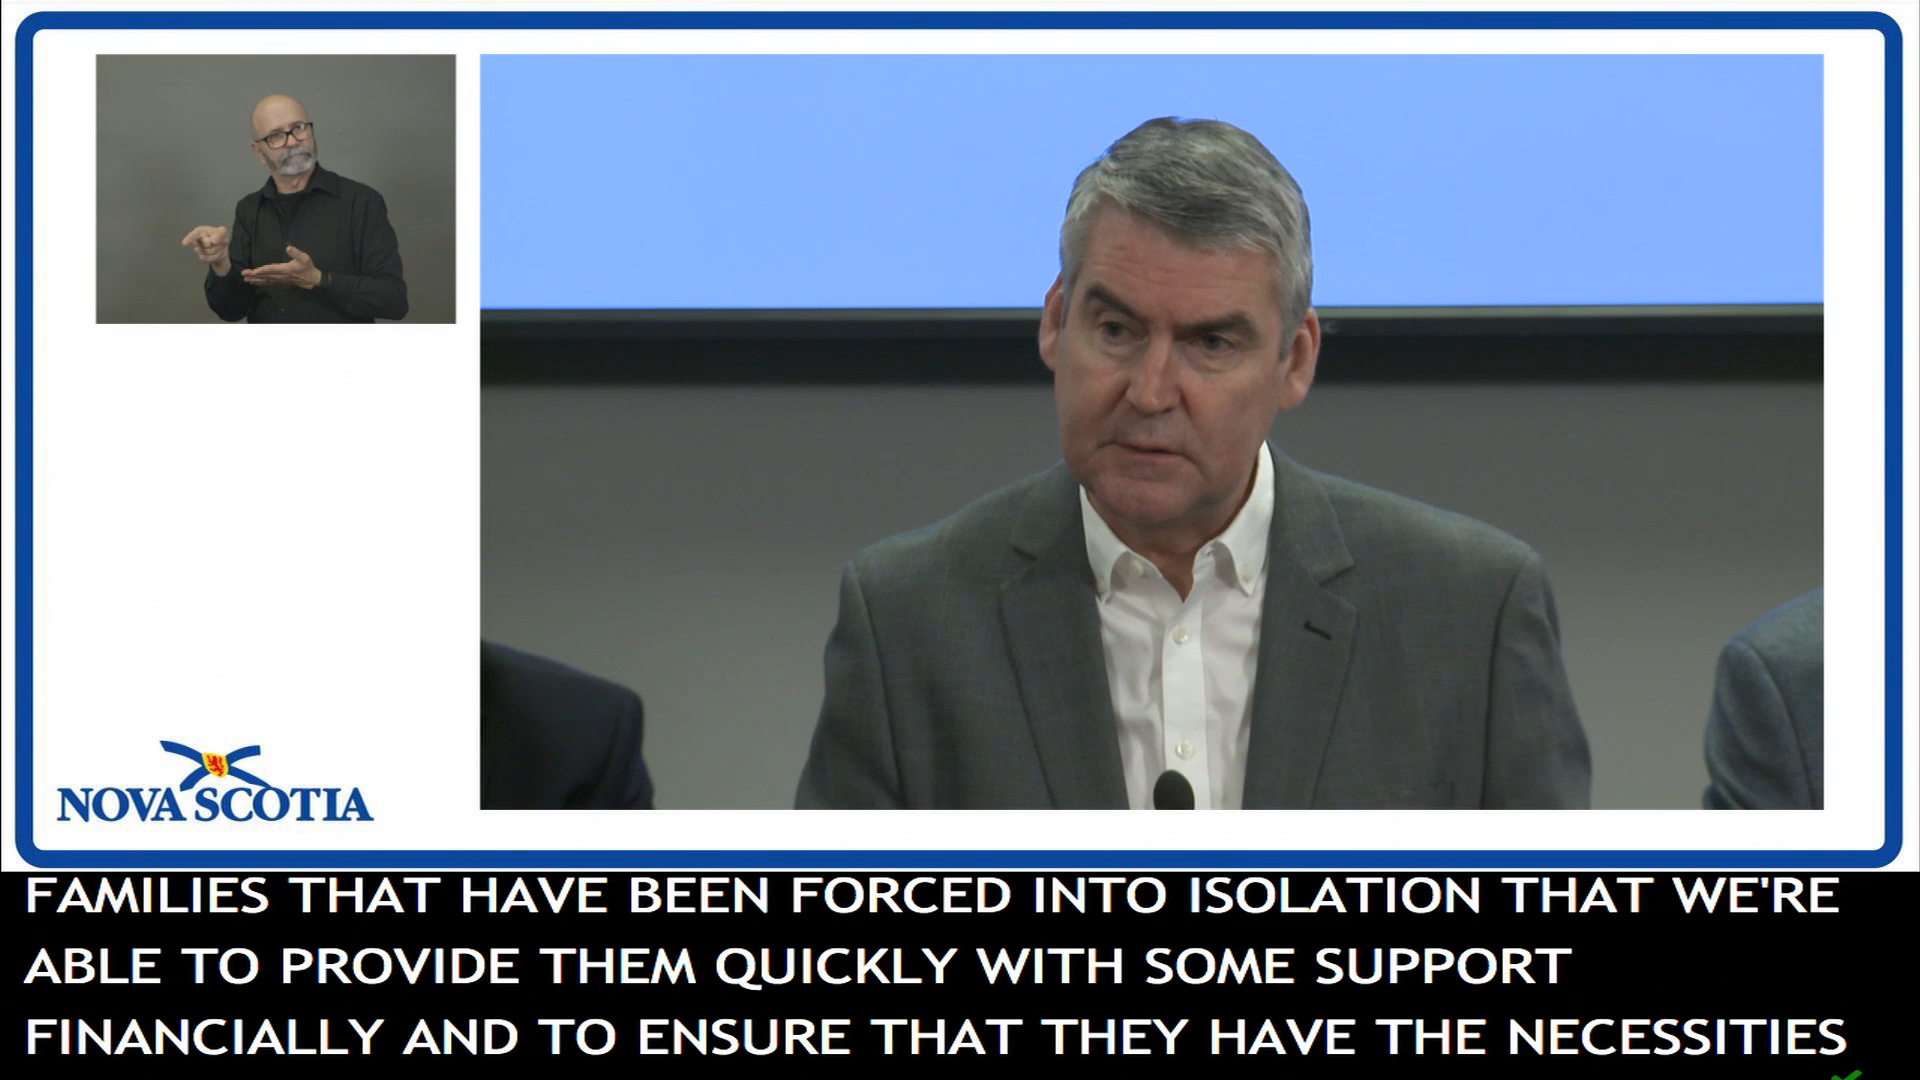 NOVA SCOTIA
FAMILIES THAT HAVE BEEN FORCED INTO ISOLATION THAT WE'RE
ABLE TO PROVIDE THEM QUICKLY WITH SOME SUPPORT
FINANCIALLY AND TO ENSURE THAT THEY HAVE THE NECESSITIES